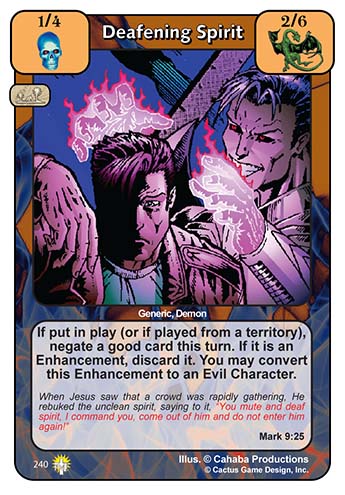 1/4
Deafening Spirit
2/6
Generic, Demon
If put in play (or if played from a territory),
negate a good card this turn. If it is an
Enhancement, discard it. You may convert
this Enhancement to an Evil Character.
When Jesus saw that a crowd was rapidly gathering, He
rebuked the unclean spirit, saying to it, "You mute and deaf
spirit, I command you, come out of him and do not enter him
again!"
Mark 9:25
240
Illus. © Cahaba Productions
© Cactus Game Design, Inc.